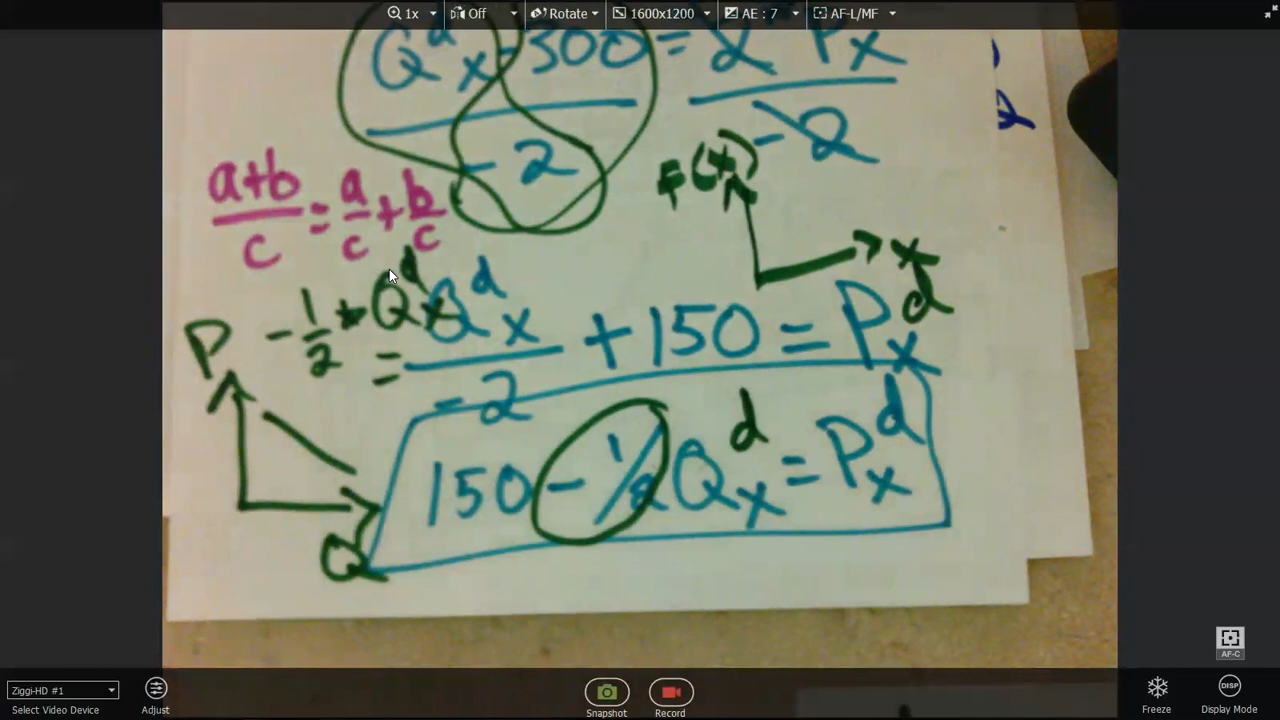 1x Off Rotate 1600x1200 AE : 7 AF-L/MF
Q^d_x - 300 = -2 P_x
-2 -2
a+b/c = a/c + b/c
F(x)
x
P -1/2 * Q^d_x = Q^d_x/-2 + 150 = P^d_x
150 - 1/2 Q^d_x = P^d_x
Q
AF-C
Ziggi-HD #1
Select Video Device Adjust Snapshot Record Freeze DISP Display Mode